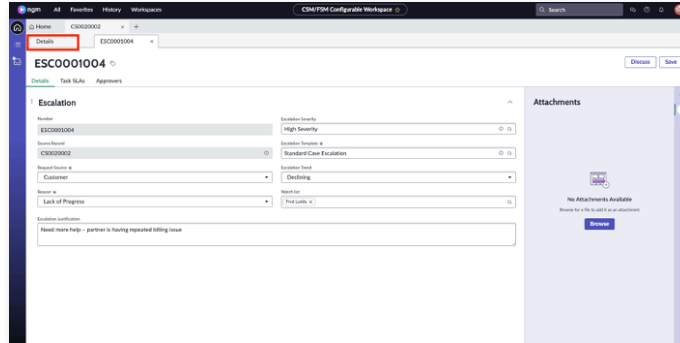 ngm All Favorites History Workspaces CSM/FSM Configurable Workspace Search
Home CS0020002 × +
Details ESC0001004 ×
ESC0001004 Discuss Save
Details Task SLAs Approvers
Escalation Attachments
Number Escalation Severity
ESC0001004 High Severity
Source Record Escalation Template
CS0020002 Standard Case Escalation
Request Source Escalation Trend
Customer Declining
Reason Watch list
Lack of Progress Fred Luddy ×
Escalation Justification
Need more help – partner is having repeated billing issue
No Attachments Available
Browse for a file to add it as an attachment.
Browse